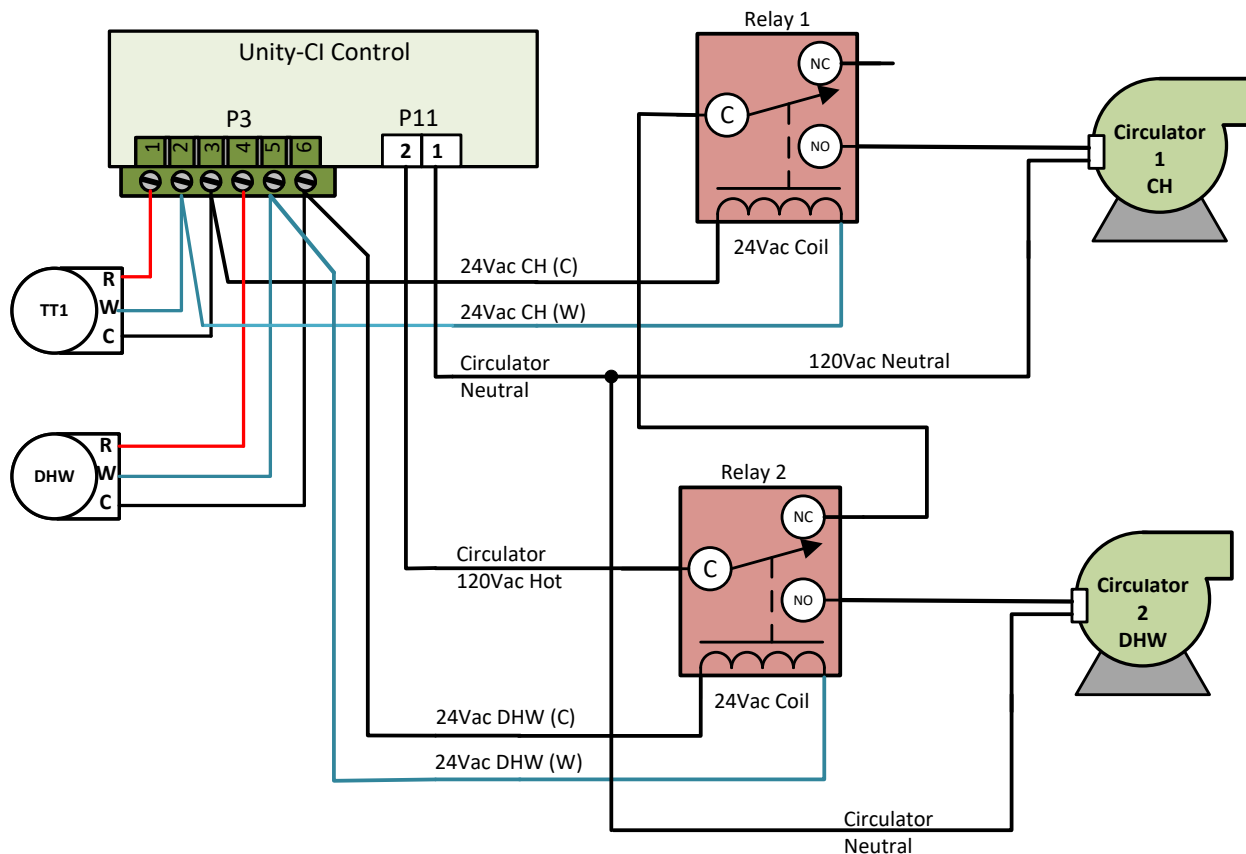 Relay 1
Unity-CI Control
P3
P11
1 2 3 4 5 6
2 1
NC
C
NO
24Vac Coil
Circulator
1
CH
24Vac CH (C)
24Vac CH (W)
R
W
C
TT1
Circulator
Neutral
120Vac Neutral
R
W
C
DHW
Relay 2
NC
C
NO
24Vac Coil
Circulator
120Vac Hot
Circulator
2
DHW
24Vac DHW (C)
24Vac DHW (W)
Circulator
Neutral